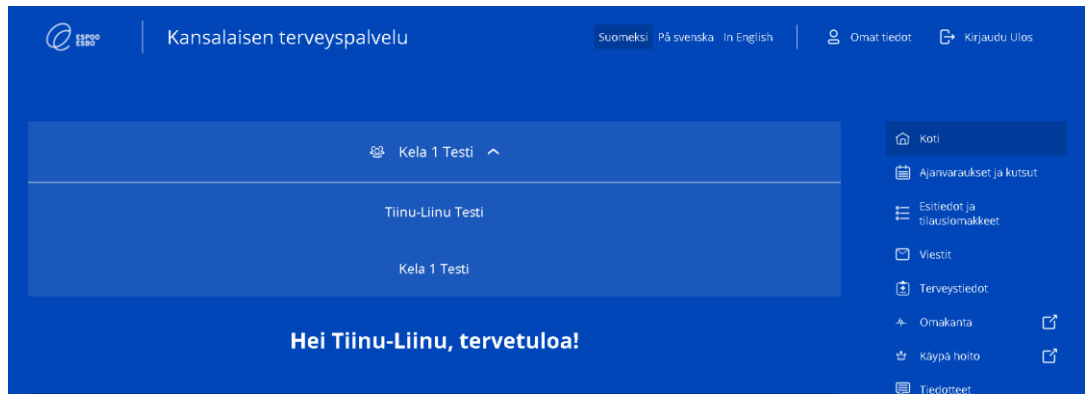 ESPOO
ESBO
Kansalaisen terveyspalvelu
Suomeksi På svenska In English
Omat tiedot
Kirjaudu Ulos
Kela 1 Testi
Tiinu-Liinu Testi
Kela 1 Testi
Hei Tiinu-Liinu, tervetuloa!
Koti
Ajanvaraukset ja kutsut
Esitiedot ja
tilauslomakkeet
Viestit
Terveystiedot
Omakanta
Käypä hoito
Tiedotteet